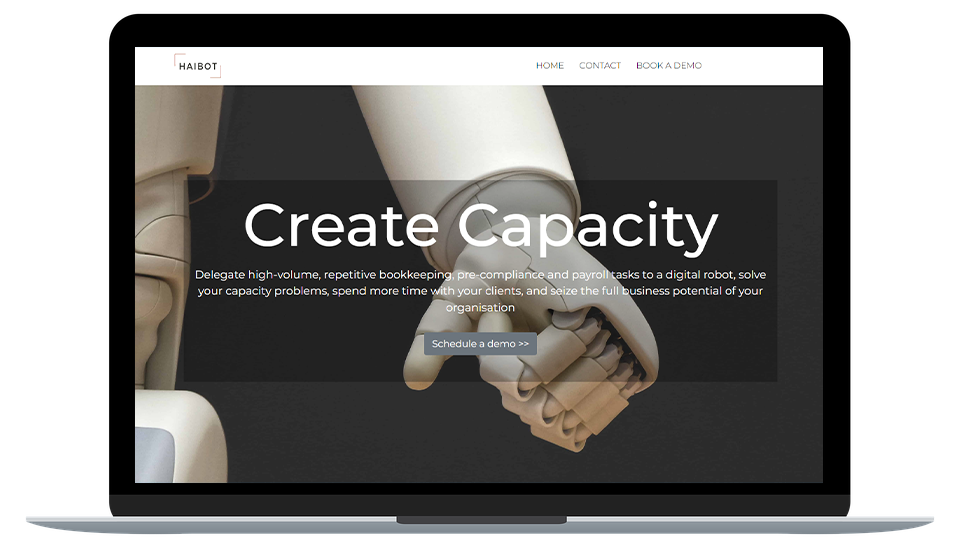 HAIBOT
HOME CONTACT BOOK A DEMO
Create Capacity
Delegate high-volume, repetitive bookkeeping, pre-compliance and payroll tasks to a digital robot, solve
your capacity problems, spend more time with your clients, and seize the full business potential of your
organisation
Schedule a demo >>